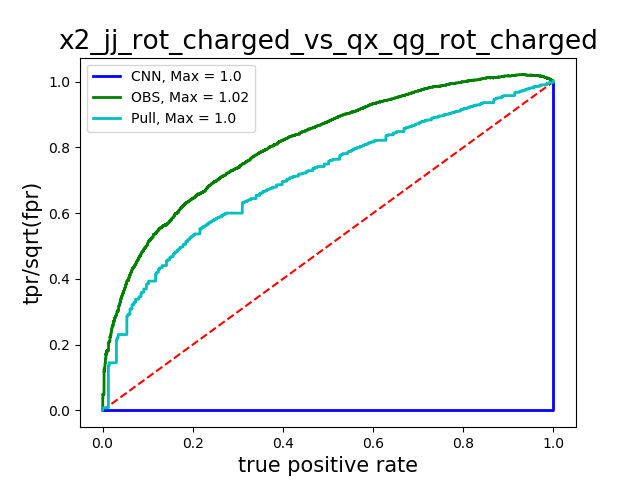 x2_jj_rot_charged_vs_qx_qg_rot_charged
CNN, Max = 1.0
OBS, Max = 1.02
Pull, Max = 1.0
tpr/sqrt(fpr)
1.0
0.8
0.6
0.4
0.2
0.0
0.0 0.2 0.4 0.6 0.8 1.0
true positive rate